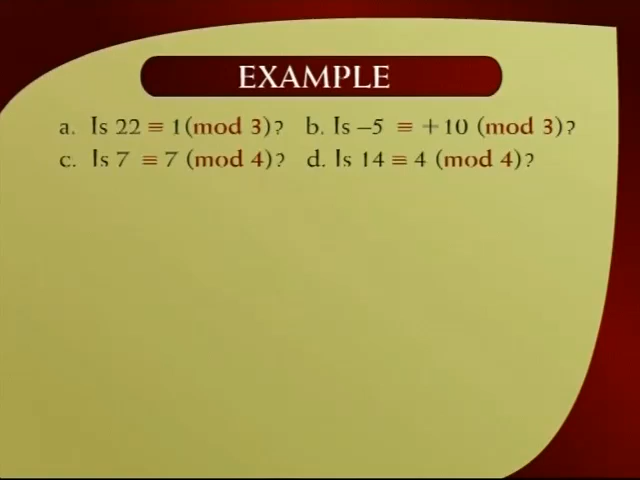 EXAMPLE
a. Is 22 ≡ 1(mod 3)? b. Is –5 ≡ +10 (mod 3)?
c. Is 7 ≡ 7 (mod 4)? d. Is 14 ≡ 4 (mod 4)?